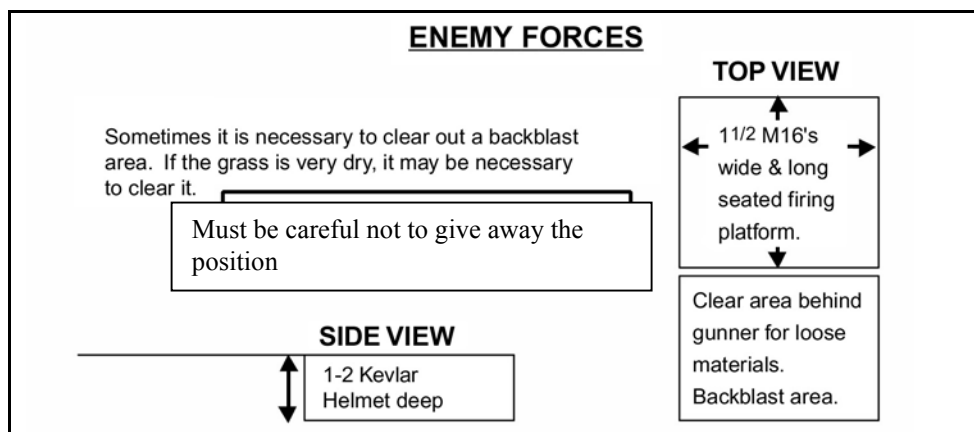 ENEMY FORCES
Sometimes it is necessary to clear out a backblast
area. If the grass is very dry, it may be necessary
to clear it.
Must be careful not to give away the
position
TOP VIEW
11/2 M16's
wide & long
seated firing
platform.
Clear area behind
gunner for loose
materials.
Backblast area.
SIDE VIEW
1-2 Kevlar
Helmet deep